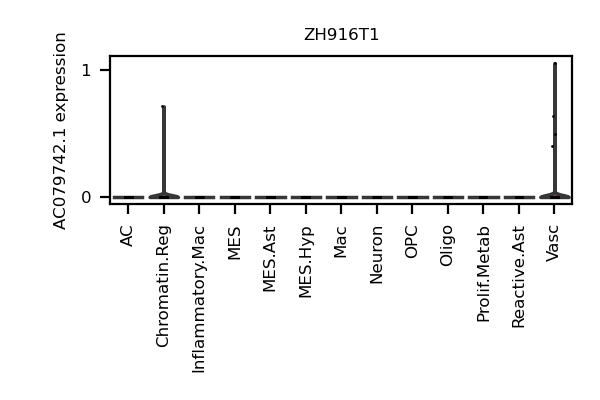 ZH916T1
AC079742.1 expression
1
0
AC
Chromatin.Reg
Inflammatory.Mac
MES
MES.Ast
MES.Hyp
Mac
Neuron
OPC
Oligo
Prolif.Metab
Reactive.Ast
Vasc